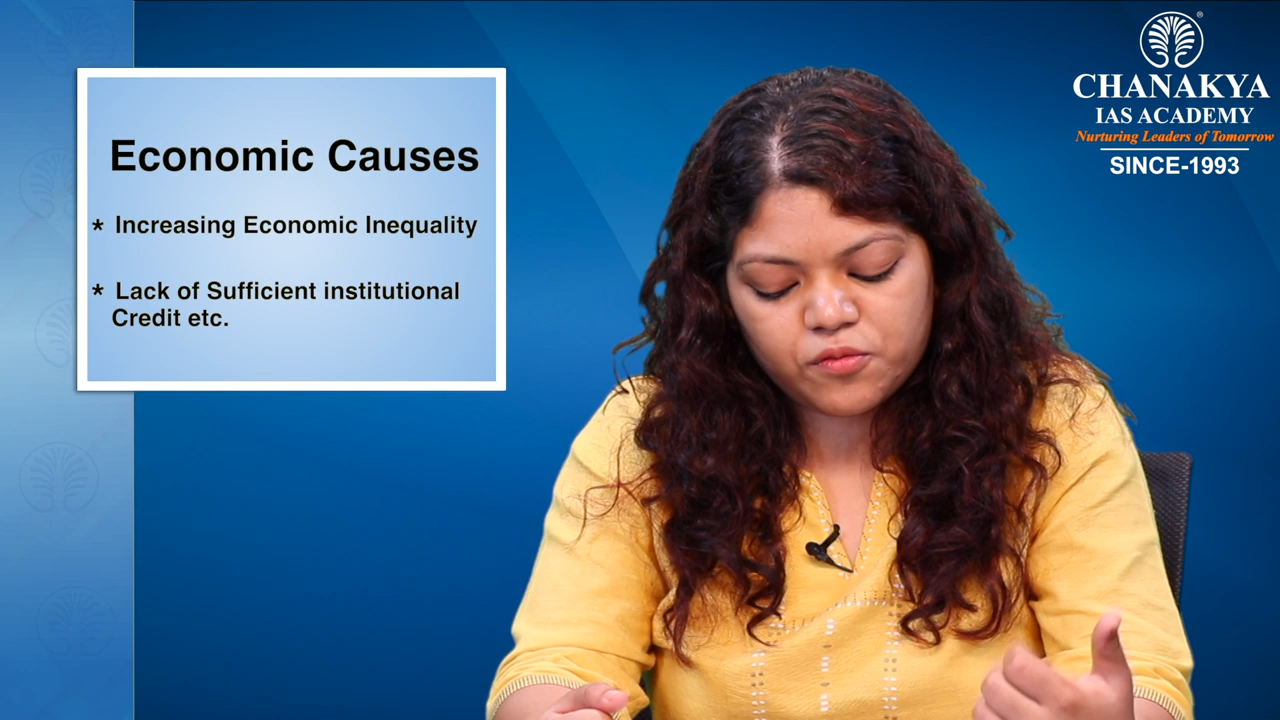 Economic Causes
* Increasing Economic Inequality
* Lack of Sufficient institutional
Credit etc.
®
CHANAKYA
IAS ACADEMY
Nurturing Leaders of Tomorrow
SINCE-1993